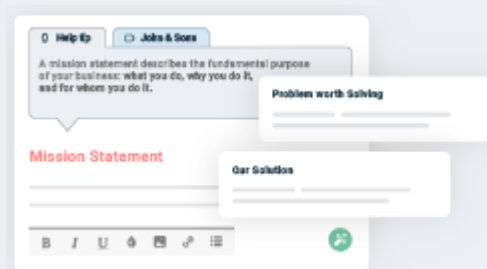 Help tip
John & Sons
A mission statement describes the fundamental purpose
of your business: what you do, why you do it,
and for whom you do it.
Problem worth Solving
Mission Statement
Our Solution
B I U